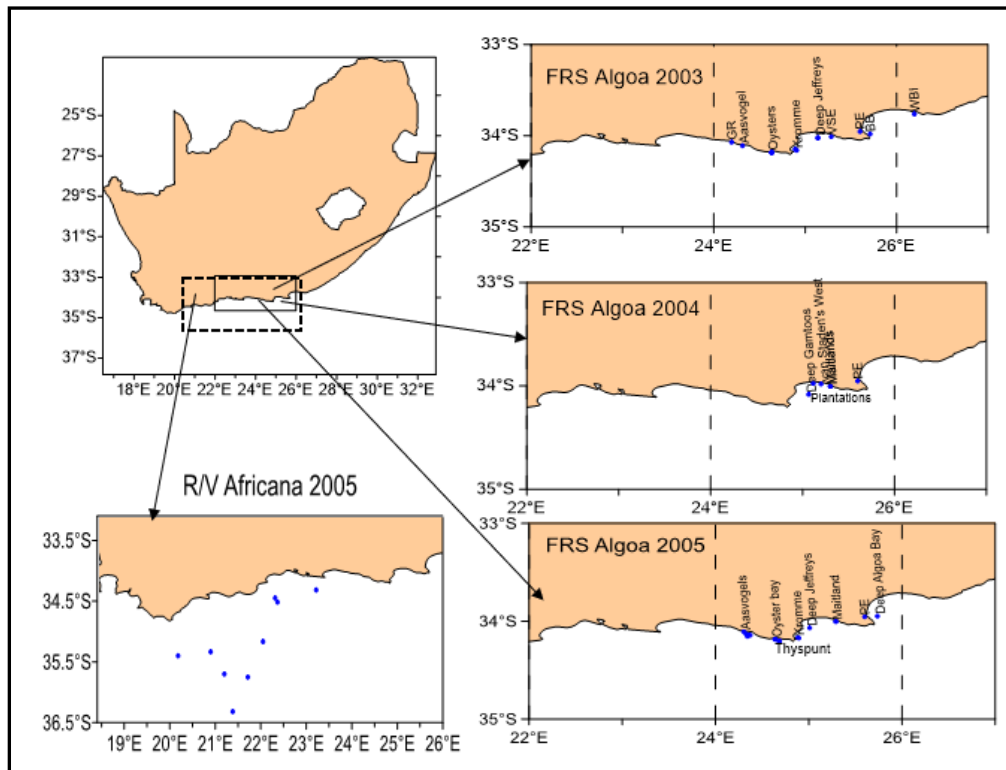 25°S
27°S
29°S
31°S
33°S
35°S
37°S
18°E 20°E 22°E 24°E 26°E 28°E 30°E 32°E
33°S
FRS Algoa 2003
GR
Aasvogel
Oysters
Kromme
Deep Jeffreys
VSE
PE
BB
WBI
34°S
35°S
22°E 24°E 26°E
33°S
FRS Algoa 2004
Deep Gamtoos
Van Staden's West
Maitlands
PE
34°S
Plantations
35°S
22°E 24°E 26°E
R/V Africana 2005
33.5°S
34.5°S
35.5°S
36.5°S
19°E 20°E 21°E 22°E 23°E 24°E 25°E 26°E
33°S
FRS Algoa 2005
Aasvogels
Oyster bay
Kromme
Deep Jeffreys
Maitland
PE
Deep Algoa Bay
34°S
Thyspunt
35°S
22°E 24°E 26°E